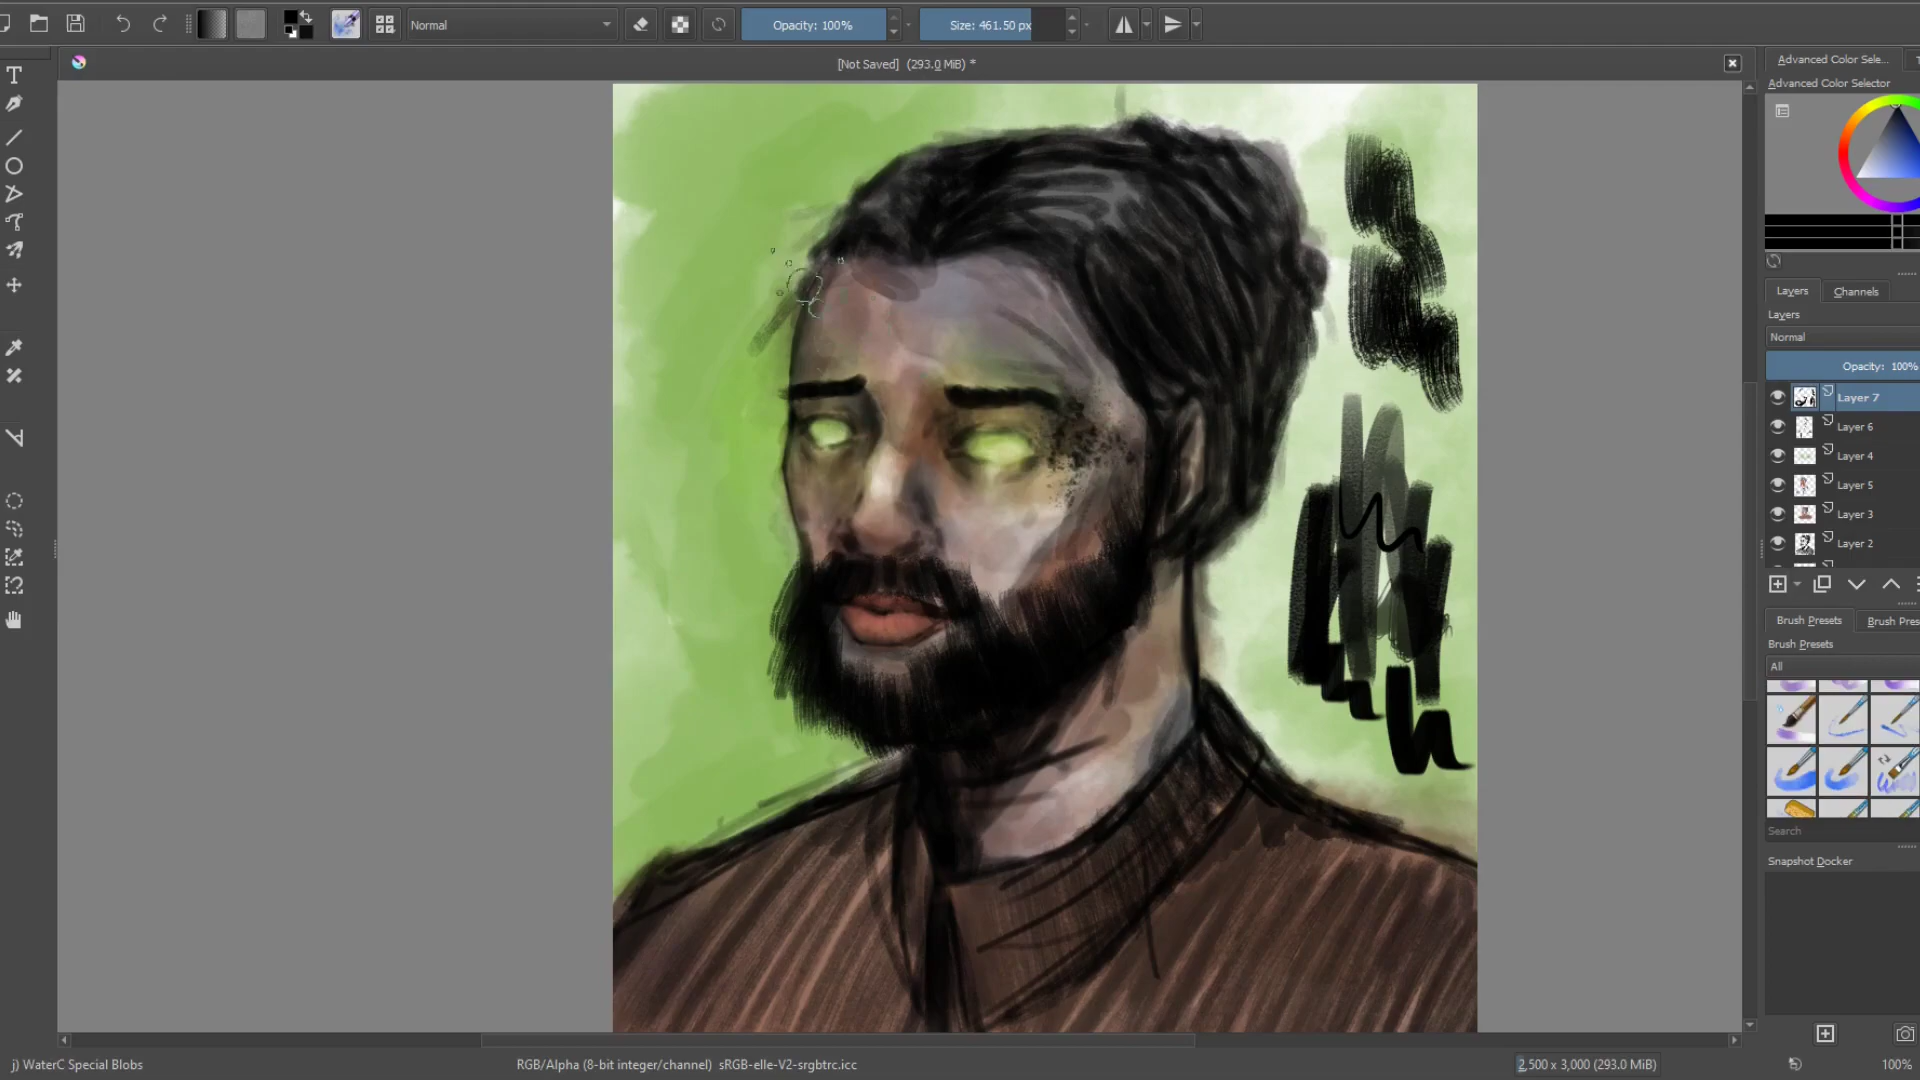 Normal
Opacity: 100%
Size: 461.50 px
[Not Saved] (293.0 MiB) *
Advanced Color Sele...
Advanced Color Selector
Layers
Channels
Layers
Normal
Opacity: 100%
Layer 7
Layer 6
Layer 4
Layer 5
Layer 3
Layer 2
Brush Presets
Brush Pres
Brush Presets
All
Search
Snapshot Docker
j) WaterC Special Blobs
RGB/Alpha (8-bit integer/channel) sRGB-elle-V2-srgbtrc.icc
2,500 x 3,000 (293.0 MiB)
100%